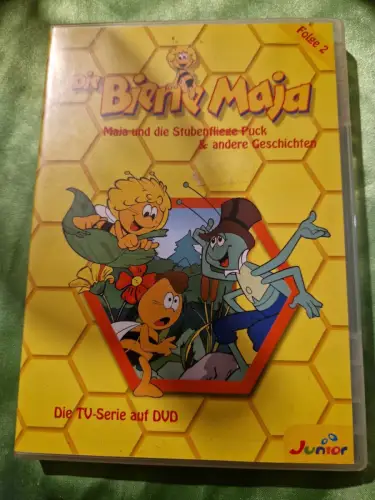 Folge 2
Die Biene Maja
Maja und die Stubenfliege Puck
& andere Geschichten
Die TV-Serie auf DVD
Junior